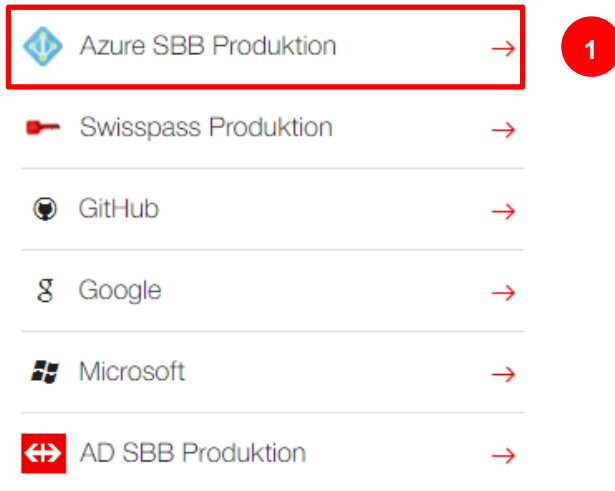 Azure SBB Produktion
1
Swisspass Produktion
GitHub
Google
Microsoft
AD SBB Produktion